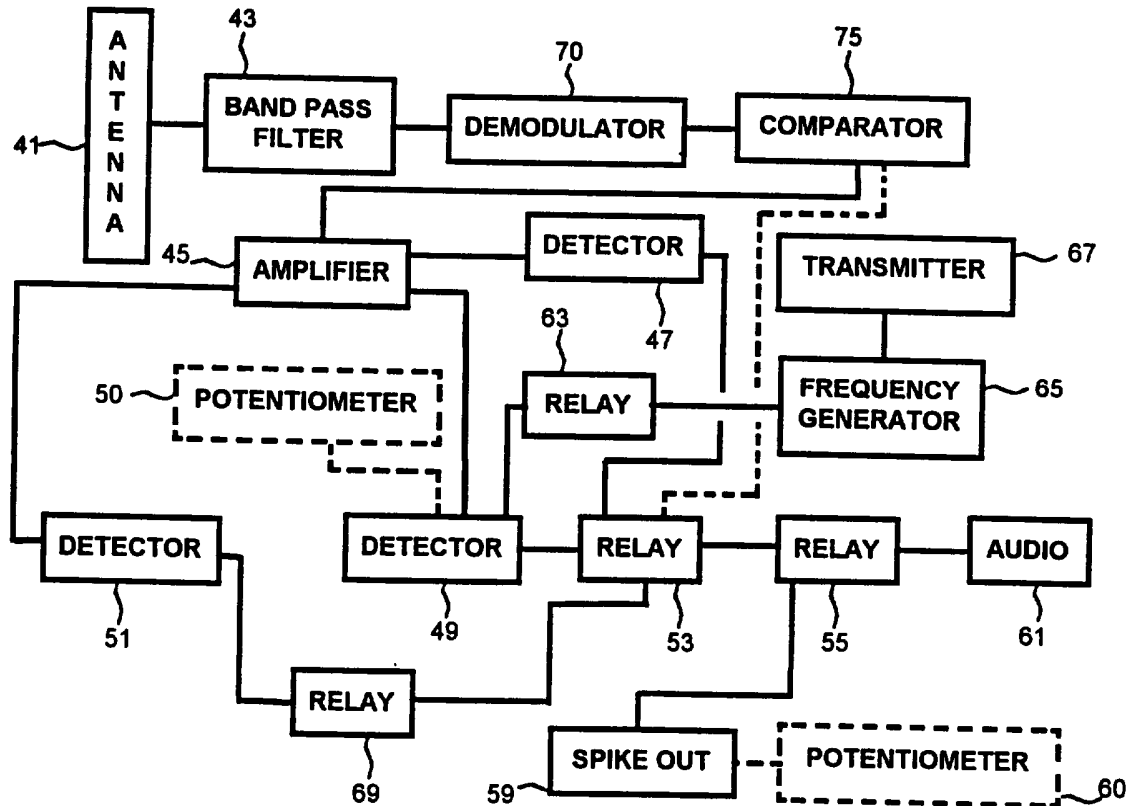 43
70
75
ANTENNA
BAND PASS
FILTER
DEMODULATOR
COMPARATOR
41
45
AMPLIFIER
DETECTOR
47
TRANSMITTER
67
63
50
POTENTIOMETER
RELAY
FREQUENCY
GENERATOR
65
DETECTOR
DETECTOR
RELAY
RELAY
AUDIO
51
49
53
55
61
RELAY
69
SPIKE OUT
59
POTENTIOMETER
60